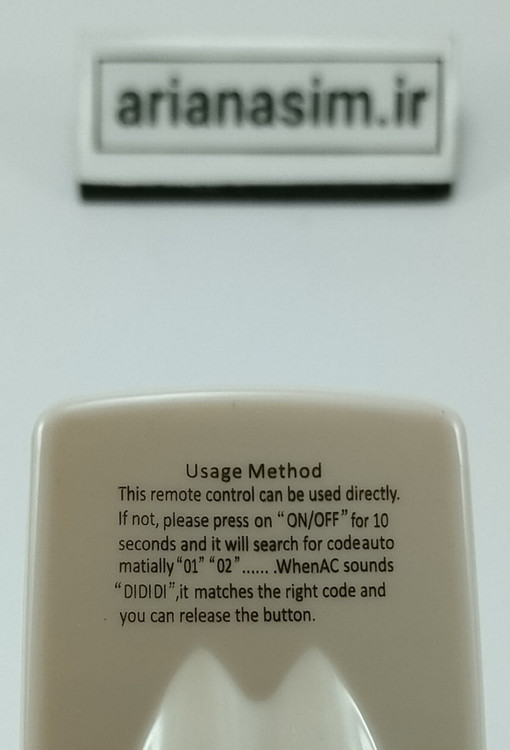 arianasim.ir
Usage Method
This remote control can be used directly.
If not, please press on “ON/OFF” for 10
seconds and it will search for codeauto
matially “01” “02”...... .WhenAC sounds
“DIDIDI”,it matches the right code and
you can release the button.